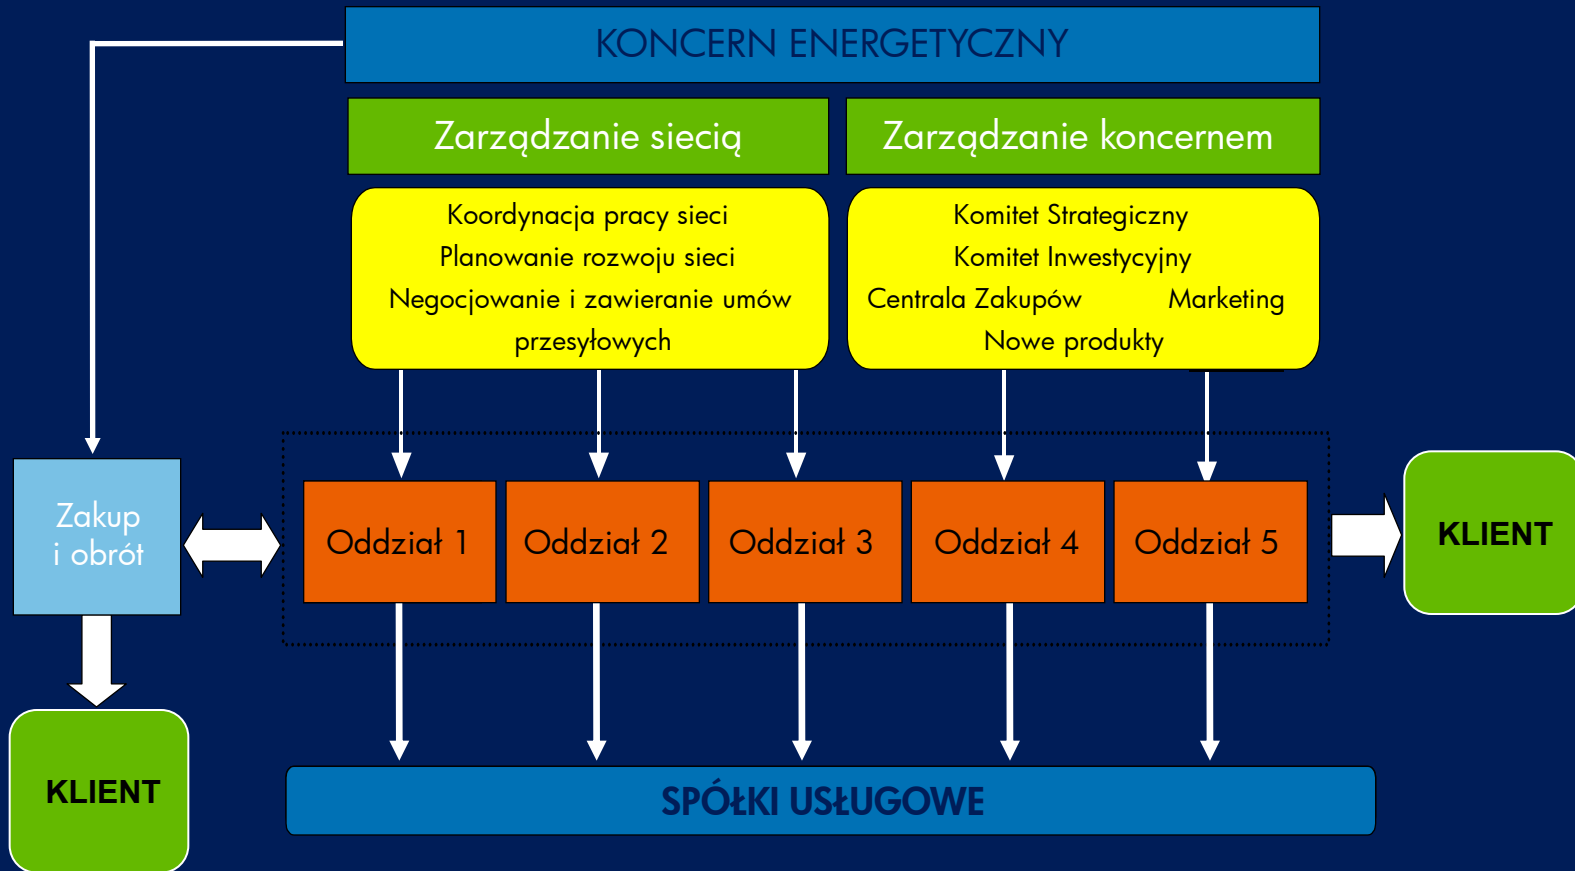 KONCERN ENERGETYCZNY
Zarządzanie siecią
Zarządzanie koncernem
Koordynacja pracy sieci
Planowanie rozwoju sieci
Negocjowanie i zawieranie umów
przesyłowych
Komitet Strategiczny
Komitet Inwestycyjny
Centrala Zakupów Marketing
Nowe produkty
Zakup
i obrót
Oddział 1
Oddział 2
Oddział 3
Oddział 4
Oddział 5
KLIENT
KLIENT
SPÓŁKI USŁUGOWE